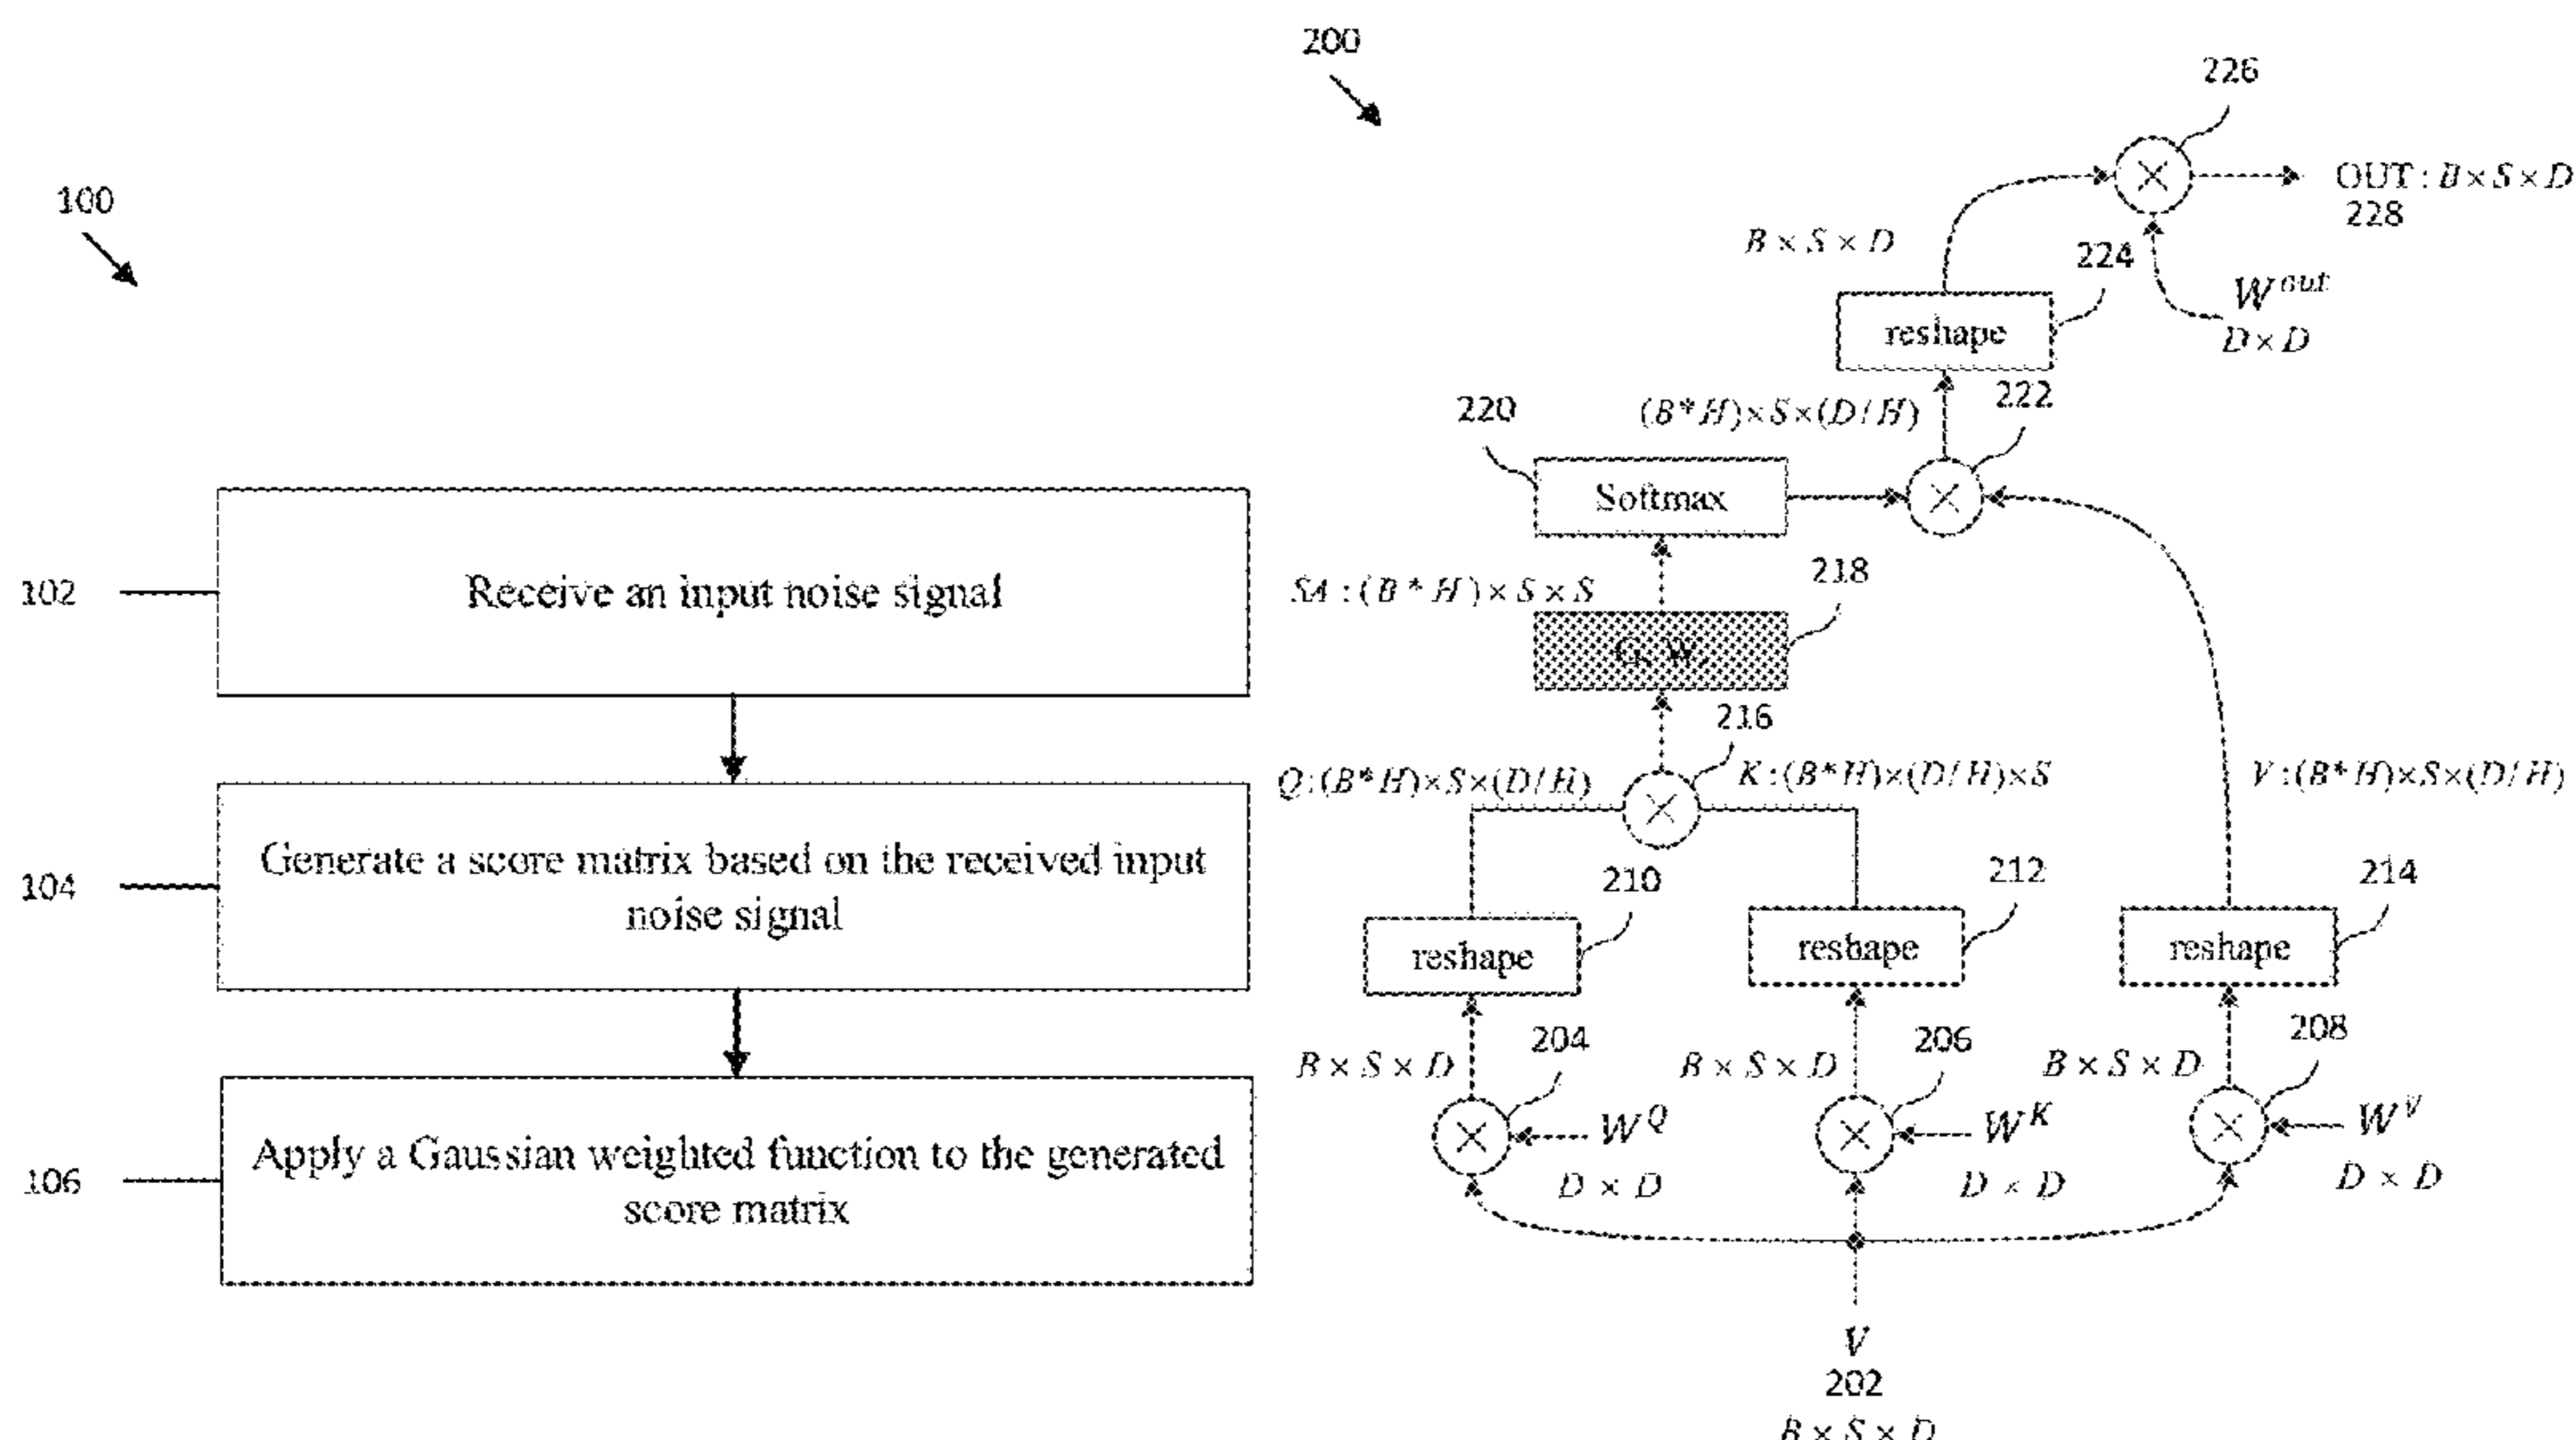 100
102
Receive an input noise signal
104
Generate a score matrix based on the received input
noise signal
106
Apply a Gaussian weighted function to the generated
score matrix
200
226
OUT : B×S×D
228
B × S × D
224
W^out
D × D
reshape
222
220
(B*H)×S×(D/H)
Softmax
SA : (B * H) × S × S
218
G. W.
216
Q:(B*H)×S×(D/H)
K:(B*H)×(D/H)×S
V:(B*H)×S×(D/H)
210
212
214
reshape
reshape
reshape
204
206
208
B × S × D
B × S × D
B × S × D
W^Q
W^K
W^V
D × D
D × D
D × D
V
202
B × S × D